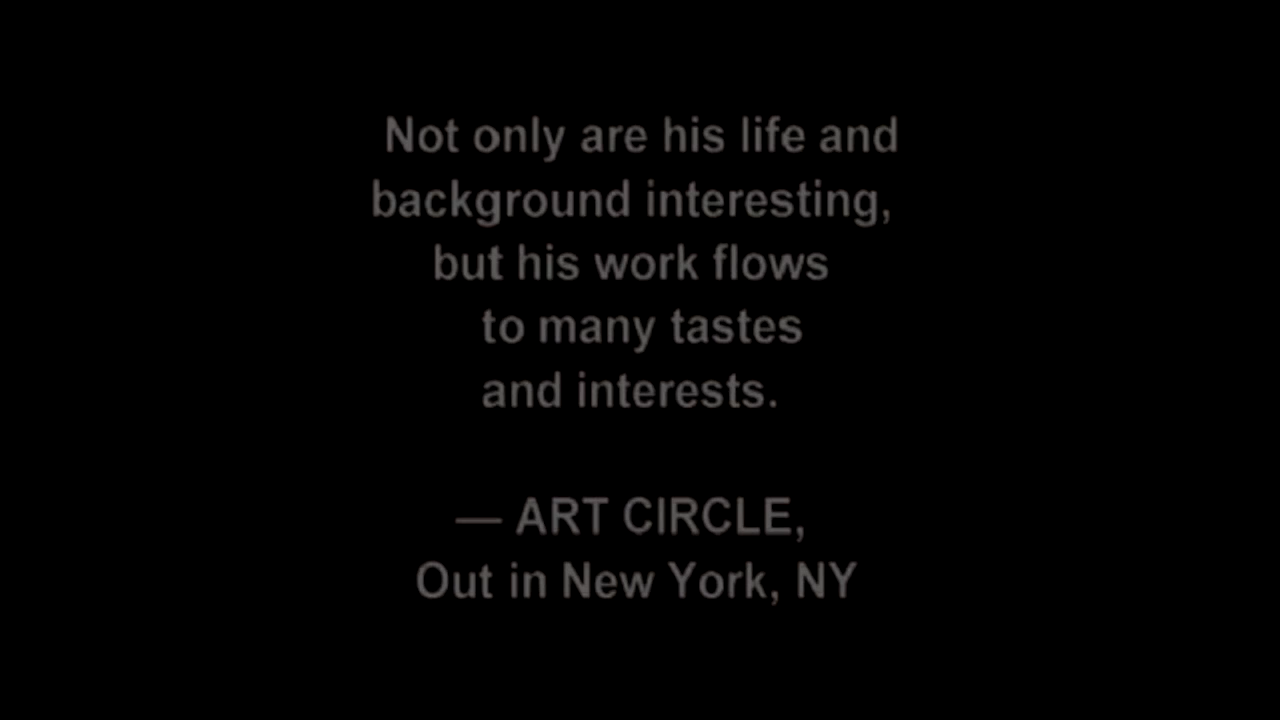 Not only are his life and
background interesting,
but his work flows
to many tastes
and interests.
— ART CIRCLE,
Out in New York, NY